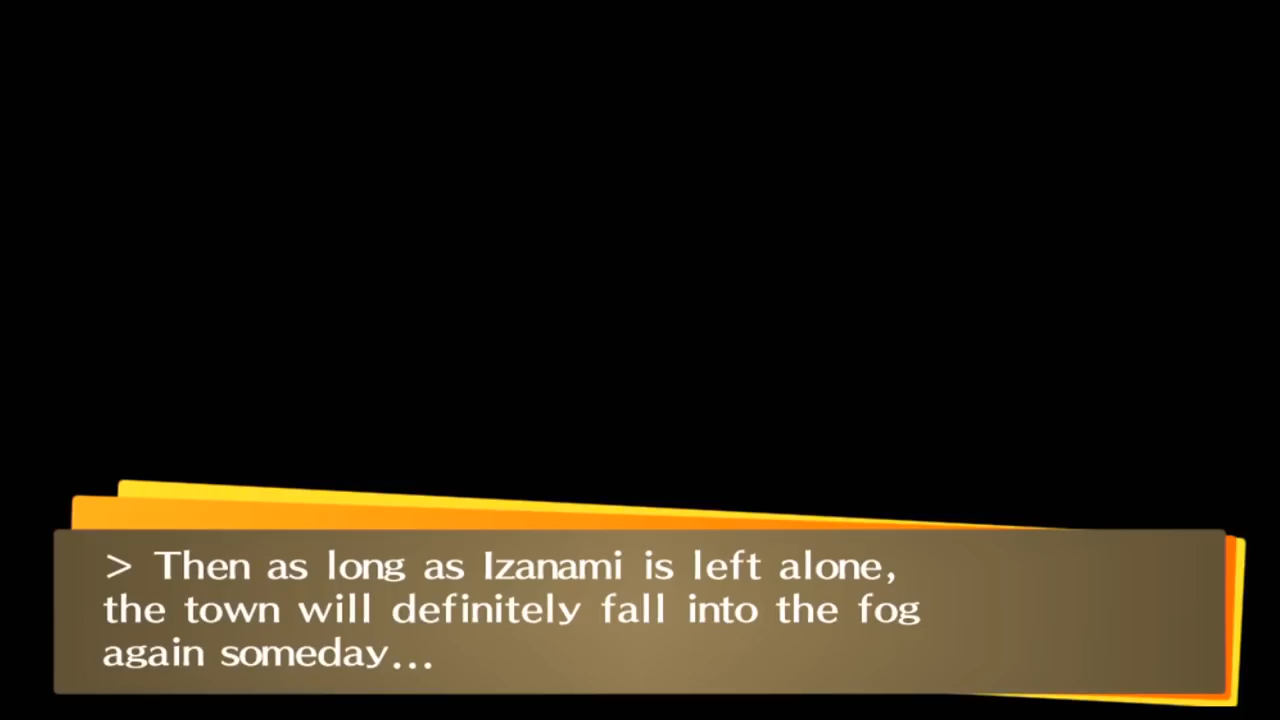 > Then as long as Izanami is left alone,
the town will definitely fall into the fog
again someday...